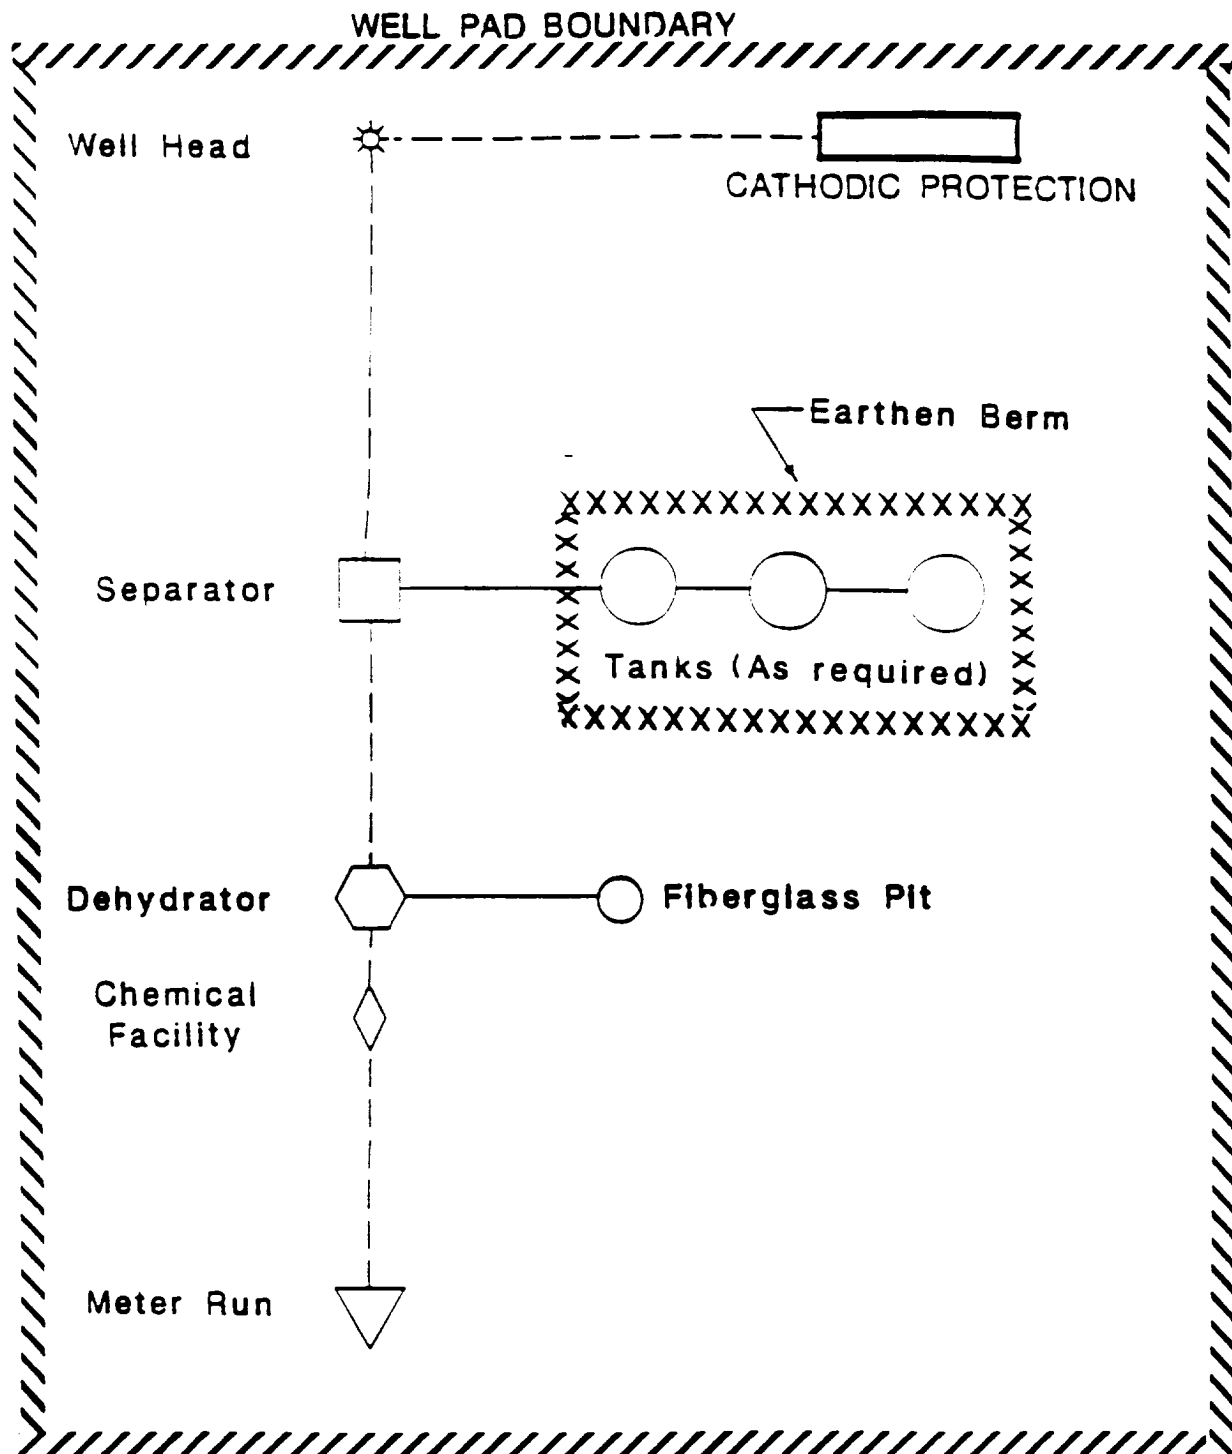 WELL PAD BOUNDARY
Well Head
CATHODIC PROTECTION
Earthen Berm
Separator
Tanks (As required)
Dehydrator
Fiberglass Pit
Chemical
Facility
Meter Run